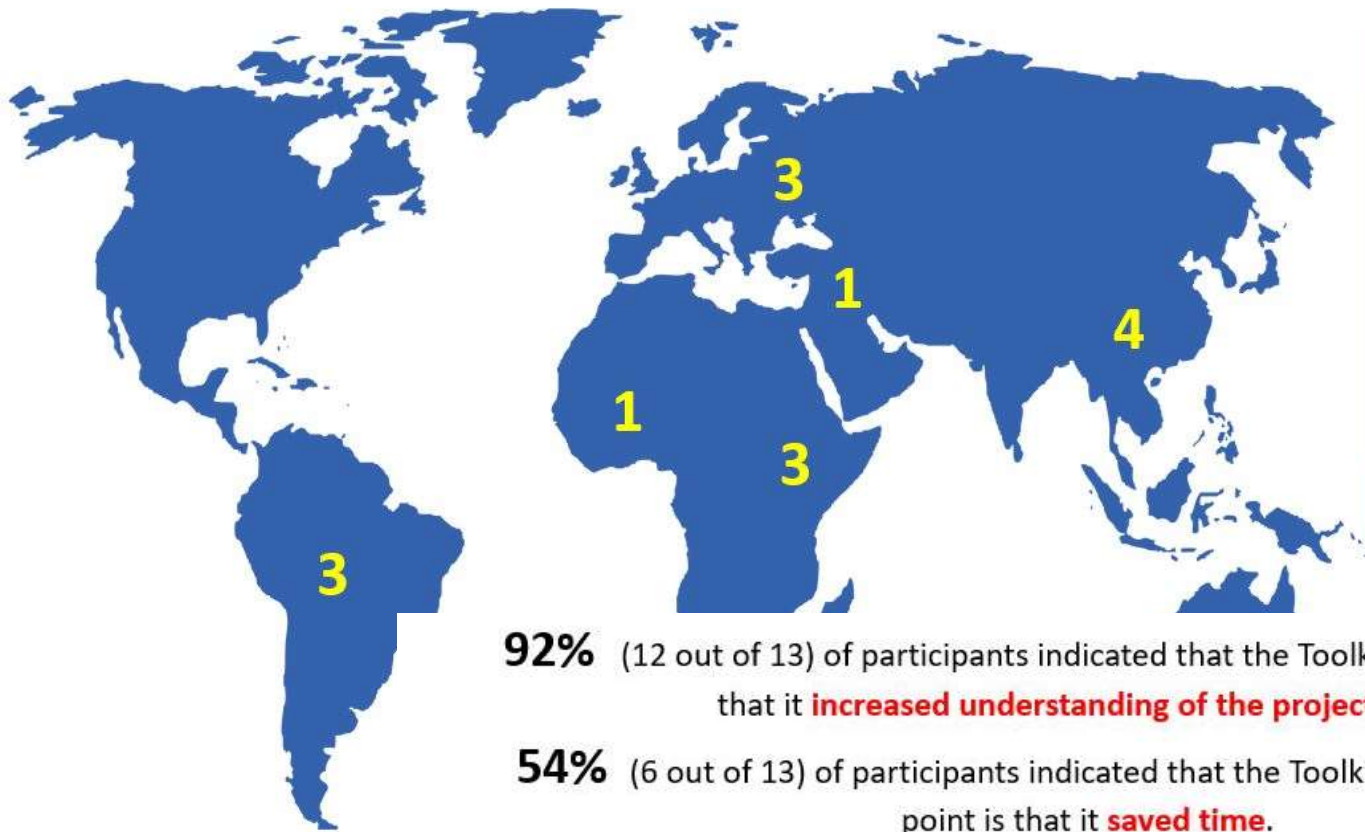 3
1
4
1
3
3
92% (12 out of 13) of participants indicated that the
that it increased understanding of the
54% (6 out of 13) of participants indicated that the
point is that it saved time.